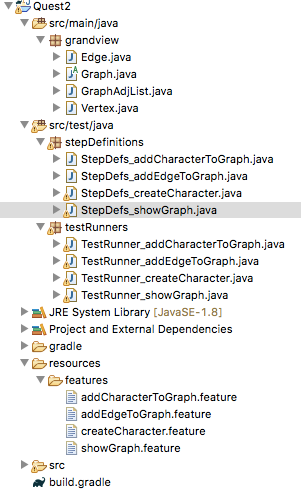 Quest2
src/main/java
grandview
Edge.java
Graph.java
GraphAdjList.java
Vertex.java
src/test/java
stepDefinitions
StepDefs_addCharacterToGraph.java
StepDefs_addEdgeToGraph.java
StepDefs_createCharacter.java
StepDefs_showGraph.java
testRunners
TestRunner_addCharacterToGraph.java
TestRunner_addEdgeToGraph.java
TestRunner_createCharacter.java
TestRunner_showGraph.java
JRE System Library [JavaSE-1.8]
Project and External Dependencies
gradle
resources
features
addCharacterToGraph.feature
addEdgeToGraph.feature
createCharacter.feature
showGraph.feature
src
build.gradle